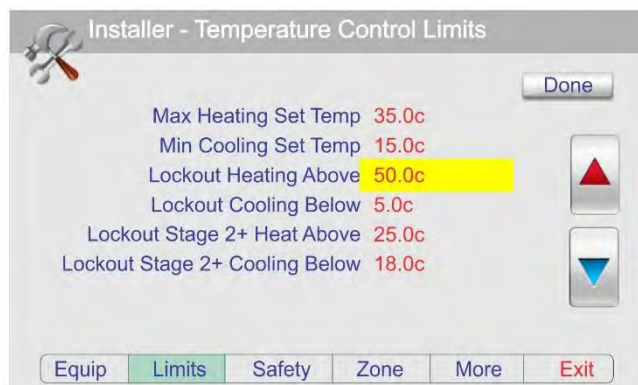 Installer - Temperature Control Limits
Done
Max Heating Set Temp 35.0c
Min Cooling Set Temp 15.0c
Lockout Heating Above 50.0c
Lockout Cooling Below 5.0c
Lockout Stage 2+ Heat Above 25.0c
Lockout Stage 2+ Cooling Below 18.0c
Equip Limits Safety Zone More Exit